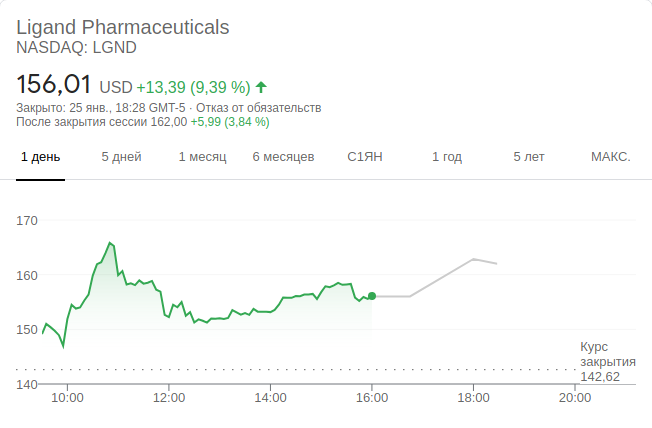 Ligand Pharmaceuticals
NASDAQ: LGND
156,01 USD +13,39 (9,39 %) ↑
Закрыто: 25 янв., 18:28 GMT-5 · Отказ от обязательств
После закрытия сессии 162,00 +5,99 (3,84 %)
1 день 5 дней 1 месяц 6 месяцев С1ЯН 1 год 5 лет МАКС.
170
160
150
Курс
закрытия
142,62
140
10:00 12:00 14:00 16:00 18:00 20:00